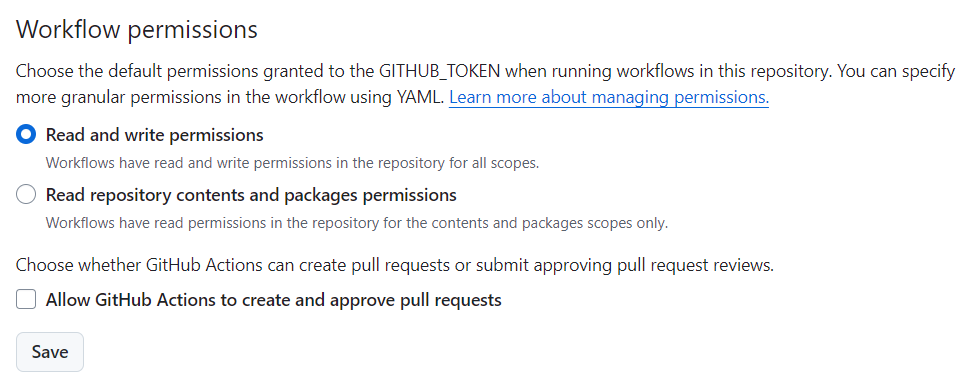 Workflow permissions
Choose the default permissions granted to the GITHUB_TOKEN when running workflows in this repository. You can specify
more granular permissions in the workflow using YAML. Learn more about managing permissions.
Read and write permissions
Workflows have read and write permissions in the repository for all scopes.
Read repository contents and packages permissions
Workflows have read permissions in the repository for the contents and packages scopes only.
Choose whether GitHub Actions can create pull requests or submit approving pull request reviews.
Allow GitHub Actions to create and approve pull requests
Save